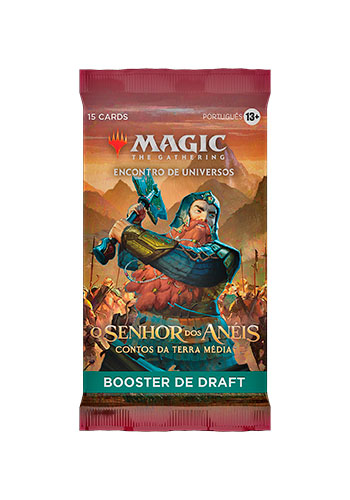 15 CARDS
PORTUGUÊS 13+
MAGIC
THE GATHERING
ENCONTRO DE UNIVERSOS
O SENHOR DOS ANÉIS
CONTOS DA TERRA MÉDIA
BOOSTER DE DRAFT